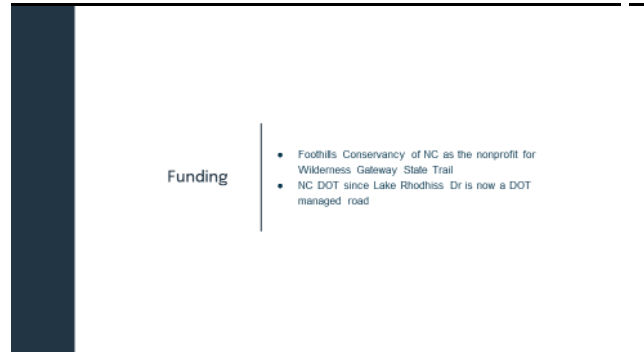 Funding
● Foothills Conservancy of NC as the nonprofit for
Wilderness Gateway State Trail
● NC DOT since Lake Rhodhiss Dr is now a DOT
managed road